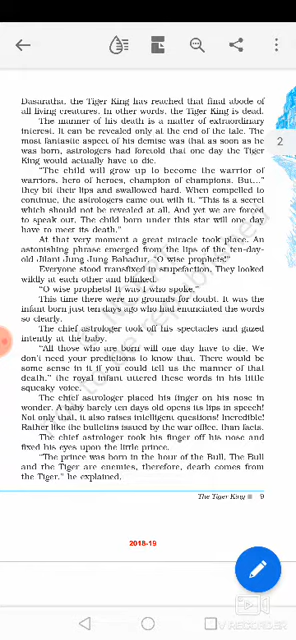 Dasaratha, the Tiger King has reached that final abode of
all living creatures. In other words, the Tiger King is dead.
The manner of his death is a matter of extraordinary
interest. It can be revealed only at the end of the tale. The
most fantastic aspect of his demise was that as soon as he
was born, astrologers had foretold that one day the Tiger
King would actually have to die.
"The child will grow up to become the warrior of
warriors, hero of heroes, champion of champions. But..."
they bit their lips and swallowed hard. When compelled to
continue, the astrologers came out with it. "This is a secret
which should not be revealed at all. And yet we are forced
to speak out. The child born under this star will one day
have to meet its death."
At that very moment a great miracle took place. An
astonishing phrase emerged from the lips of the ten-day-
old Jilani Jung Jung Bahadur, "O wise prophets!"
Everyone stood transfixed in stupefaction. They looked
wildly at each other and blinked.
"O wise prophets! It was I who spoke."
This time there were no grounds for doubt. It was the
infant born just ten days ago who had enunciated the words
so clearly.
The chief astrologer took off his spectacles and gazed
intently at the baby.
"All those who are born will one day have to die. We
don't need your predictions to know that. There would be
some sense in it if you could tell us the manner of that
death," the royal infant uttered these words in his little
squeaky voice.
The chief astrologer placed his finger on his nose in
wonder. A baby barely ten days old opens its lips in speech!
Not only that, it also raises intelligent questions! Incredible!
Rather like the bulletins issued by the war office, than facts.
The chief astrologer took his finger off his nose and
fixed his eyes upon the little prince.
"The prince was born in the hour of the Bull. The Bull
and the Tiger are enemies, therefore, death comes from
the Tiger," he explained.
The Tiger King 9
2018-19
2